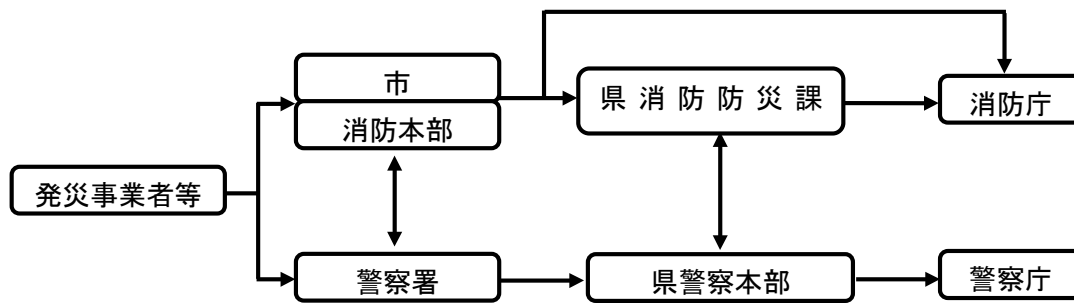 市
県消防防災課
消防庁
消防本部
発災事業者等
警察署
県警察本部
警察庁